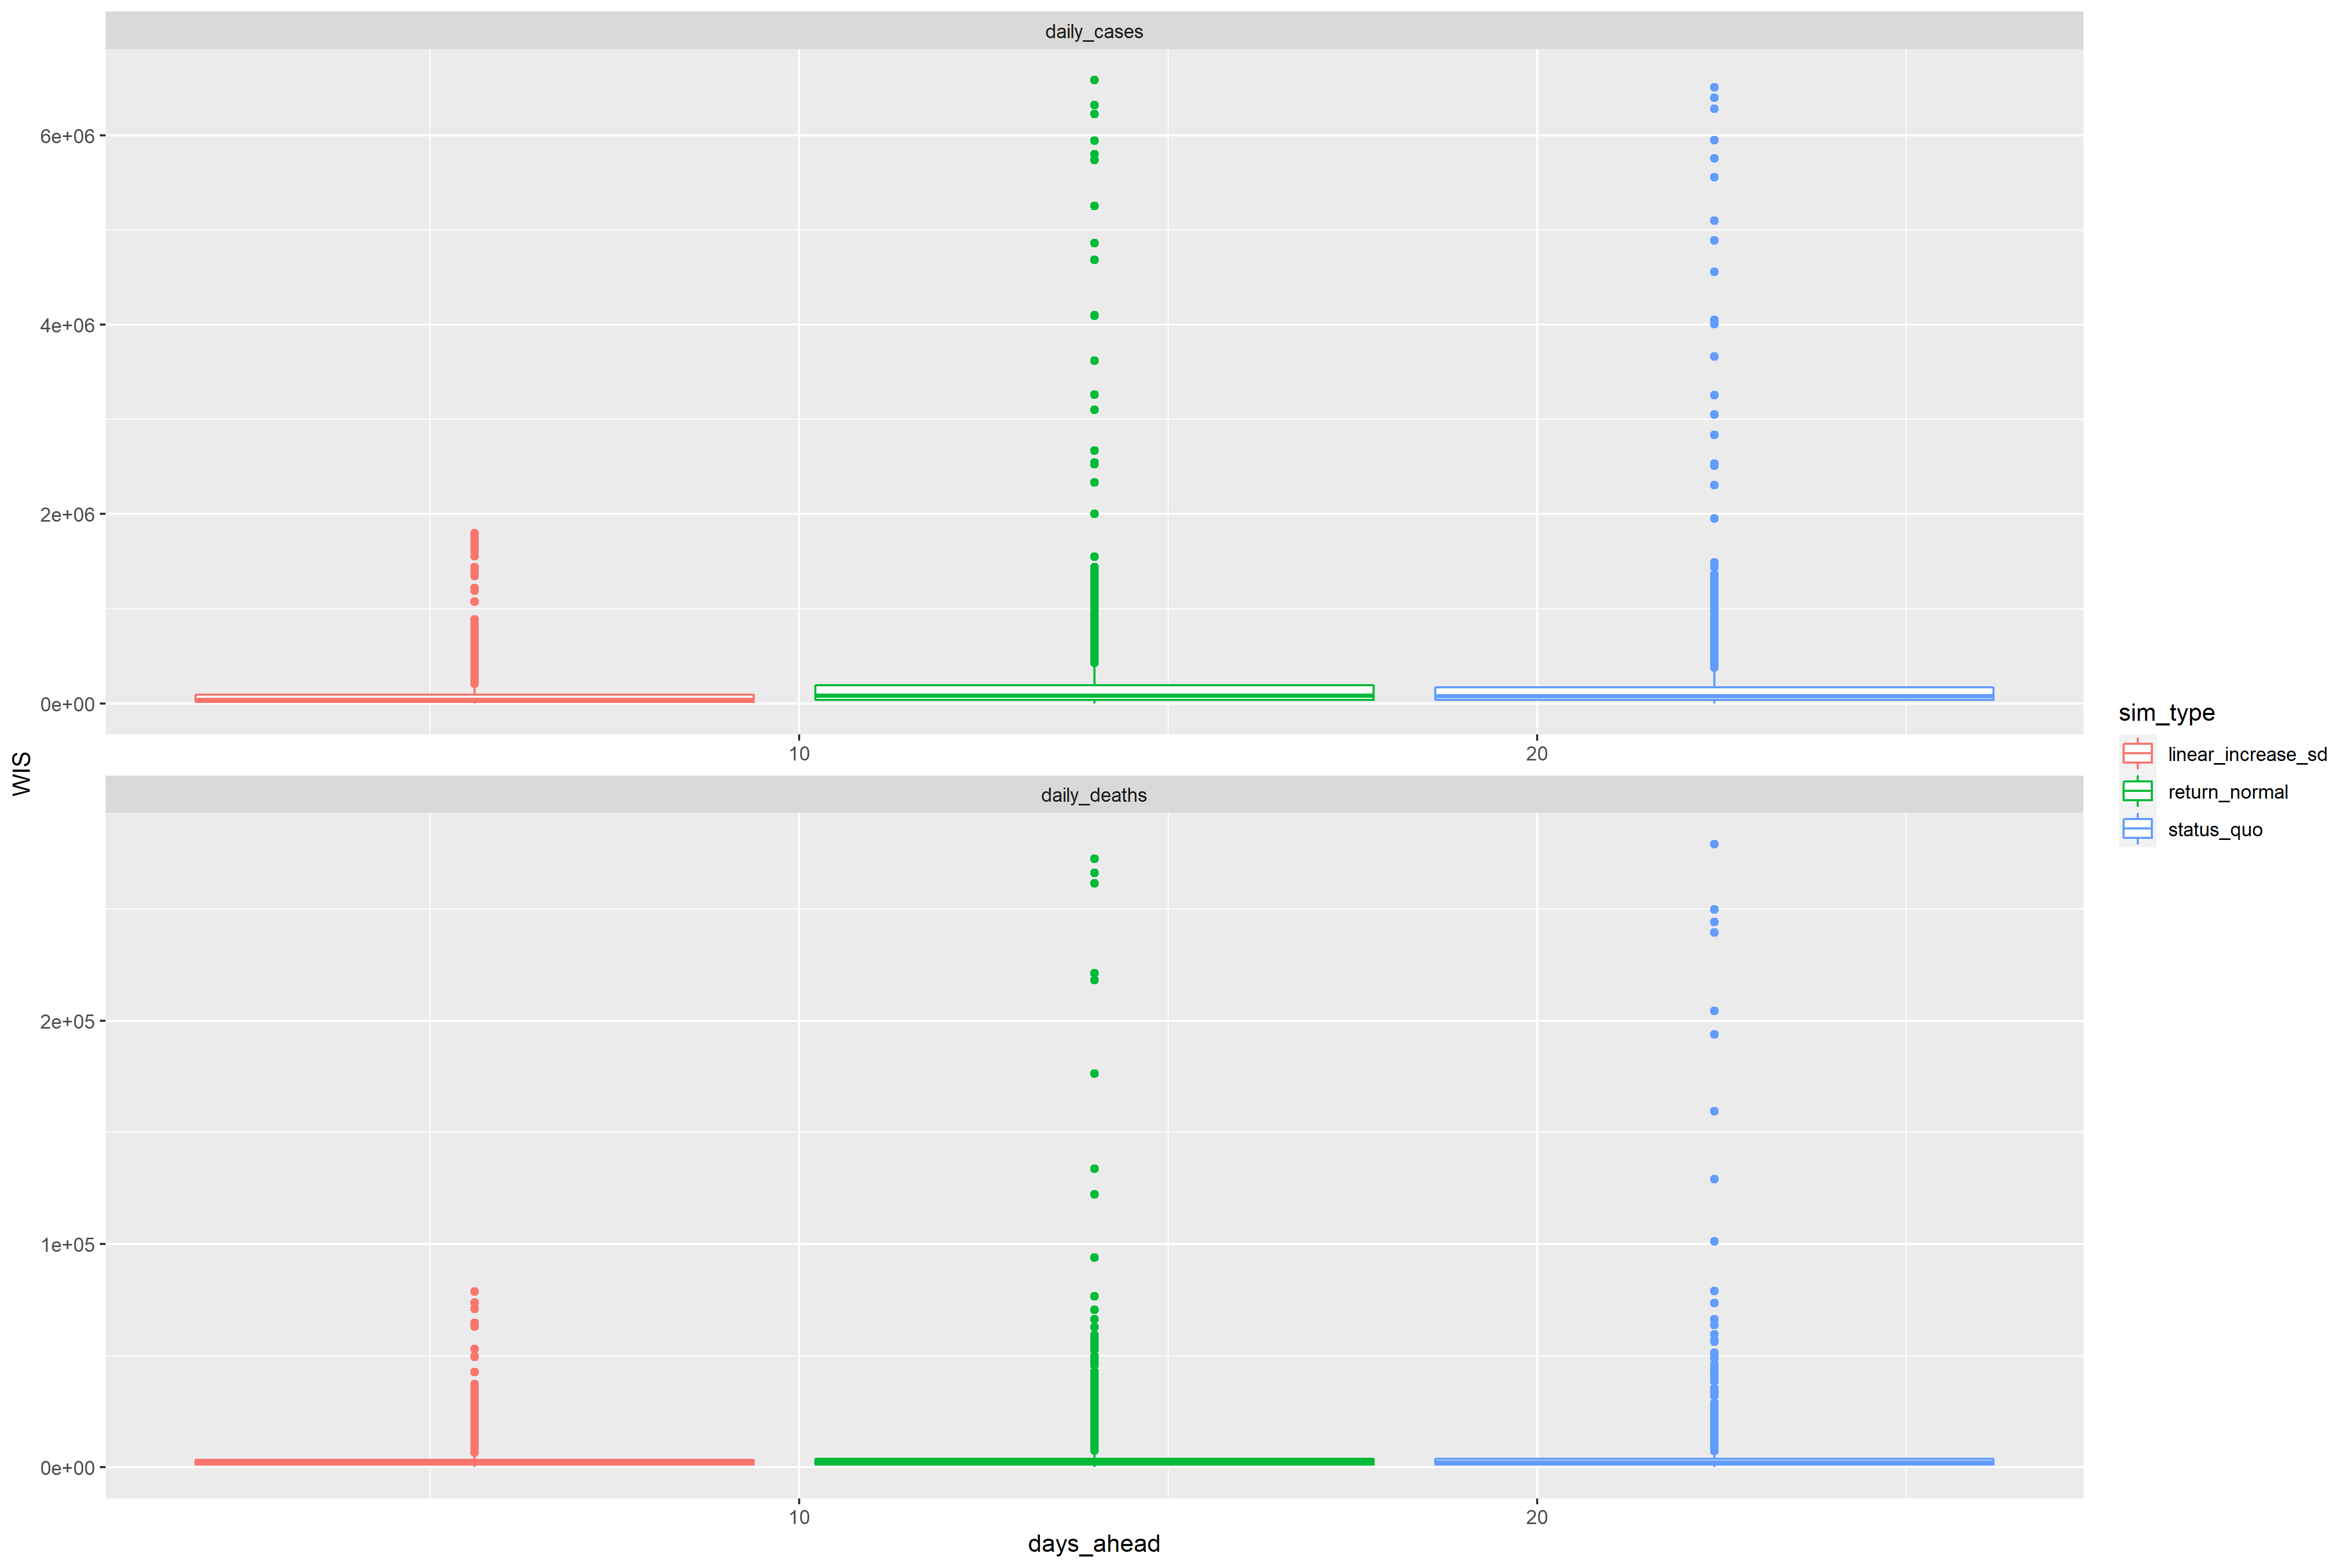 daily_cases
6e+06
4e+06
2e+06
0e+00
10
20
WIS
daily_deaths
2e+05
1e+05
0e+00
10
20
days_ahead
sim_type
linear_increase_sd
return_normal
status_quo